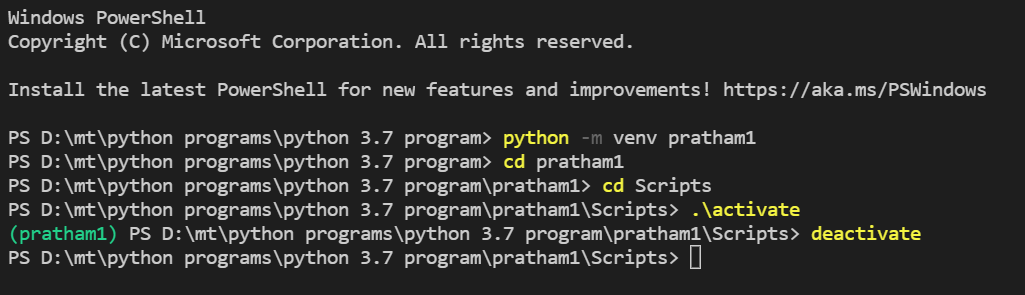 Windows PowerShell
Copyright (C) Microsoft Corporation. All rights reserved.
Install the latest PowerShell for new features and improvements! https://aka.ms/PSWindows
PS D:\mt\python programs\python 3.7 program> python -m venv pratham1
PS D:\mt\python programs\python 3.7 program> cd pratham1
PS D:\mt\python programs\python 3.7 program\pratham1> cd Scripts
PS D:\mt\python programs\python 3.7 program\pratham1\Scripts> .\activate
(pratham1) PS D:\mt\python programs\python 3.7 program\pratham1\Scripts> deactivate
PS D:\mt\python programs\python 3.7 program\pratham1\Scripts>